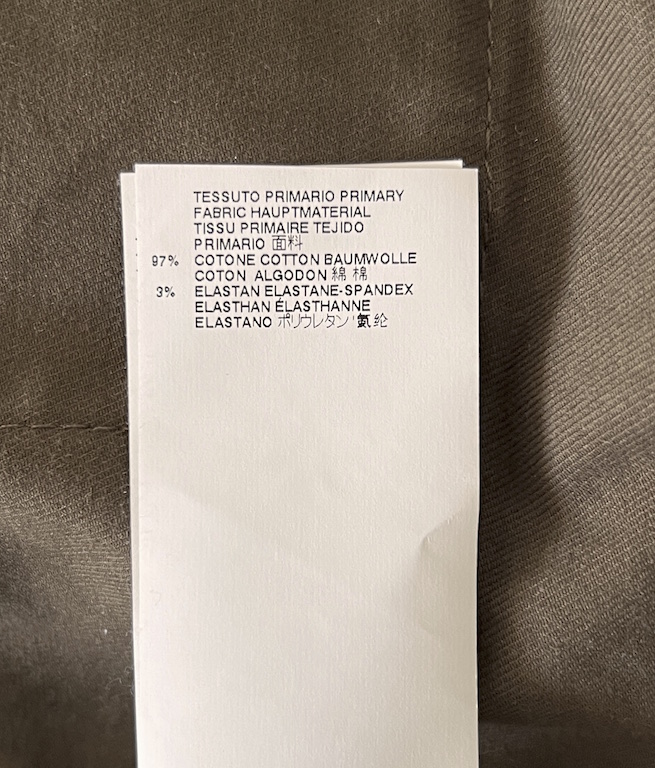 TESSUTO PRIMARIO PRIMARY
FABRIC HAUPTMATERIAL
TISSU PRIMAIRE TEJIDO
PRIMARIO 面料
97% COTONE COTTON BAUMWOLLE
COTON ALGODON 綿 棉
3% ELASTAN ELASTANE-SPANDEX
ELASTHAN ÉLASTHANNE
ELASTANO ポリウレタン 氨纶